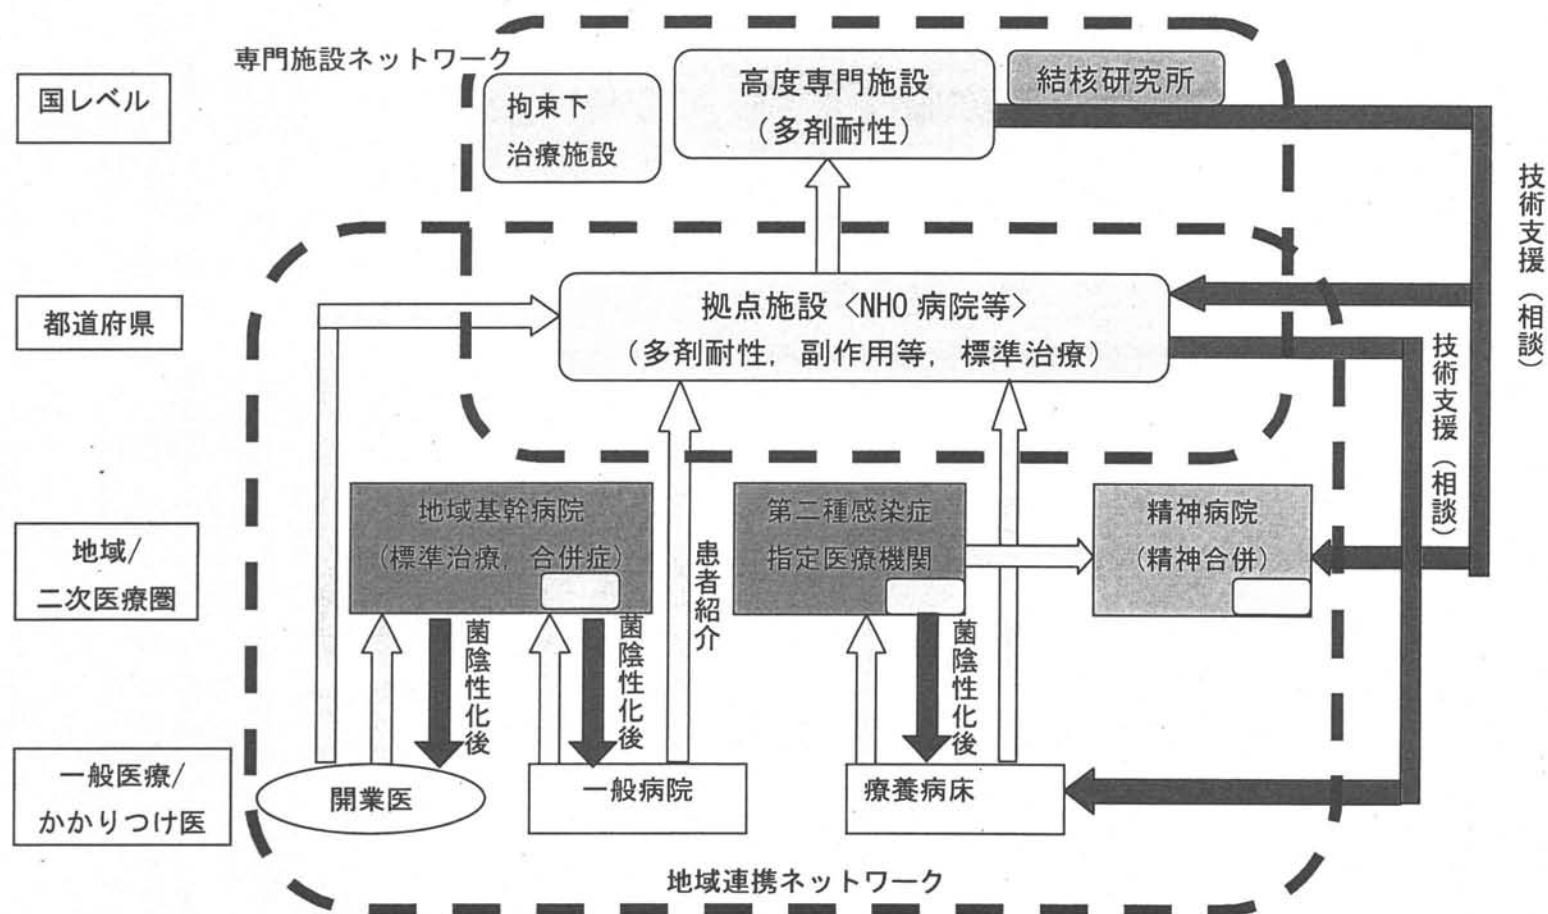 専門施設ネットワーク
国レベル
拘束下
治療施設
高度専門施設
(多剤耐性)
結核研究所
技術支援(相談)
都道府県
拠点施設〈NHO病院等〉
(多剤耐性,副作用等,標準治療)
技術支援(相談)
地域/
二次医療圏
地域基幹病院
(標準治療,合併症)
患者紹介
第二種感染症
指定医療機関
精神病院
(精神合併)
菌陰性化後
菌陰性化後
菌陰性化後
一般医療/
かかりつけ医
開業医
一般病院
療養病床
地域連携ネットワーク